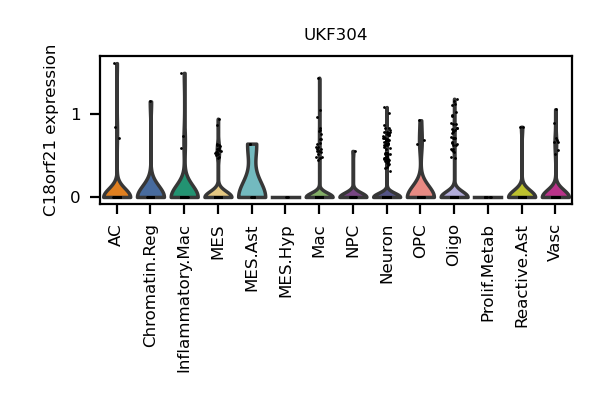 UKF304
C18orf21 expression
1
0
AC
Chromatin.Reg
Inflammatory.Mac
MES
MES.Ast
MES.Hyp
Mac
NPC
Neuron
OPC
Oligo
Prolif.Metab
Reactive.Ast
Vasc